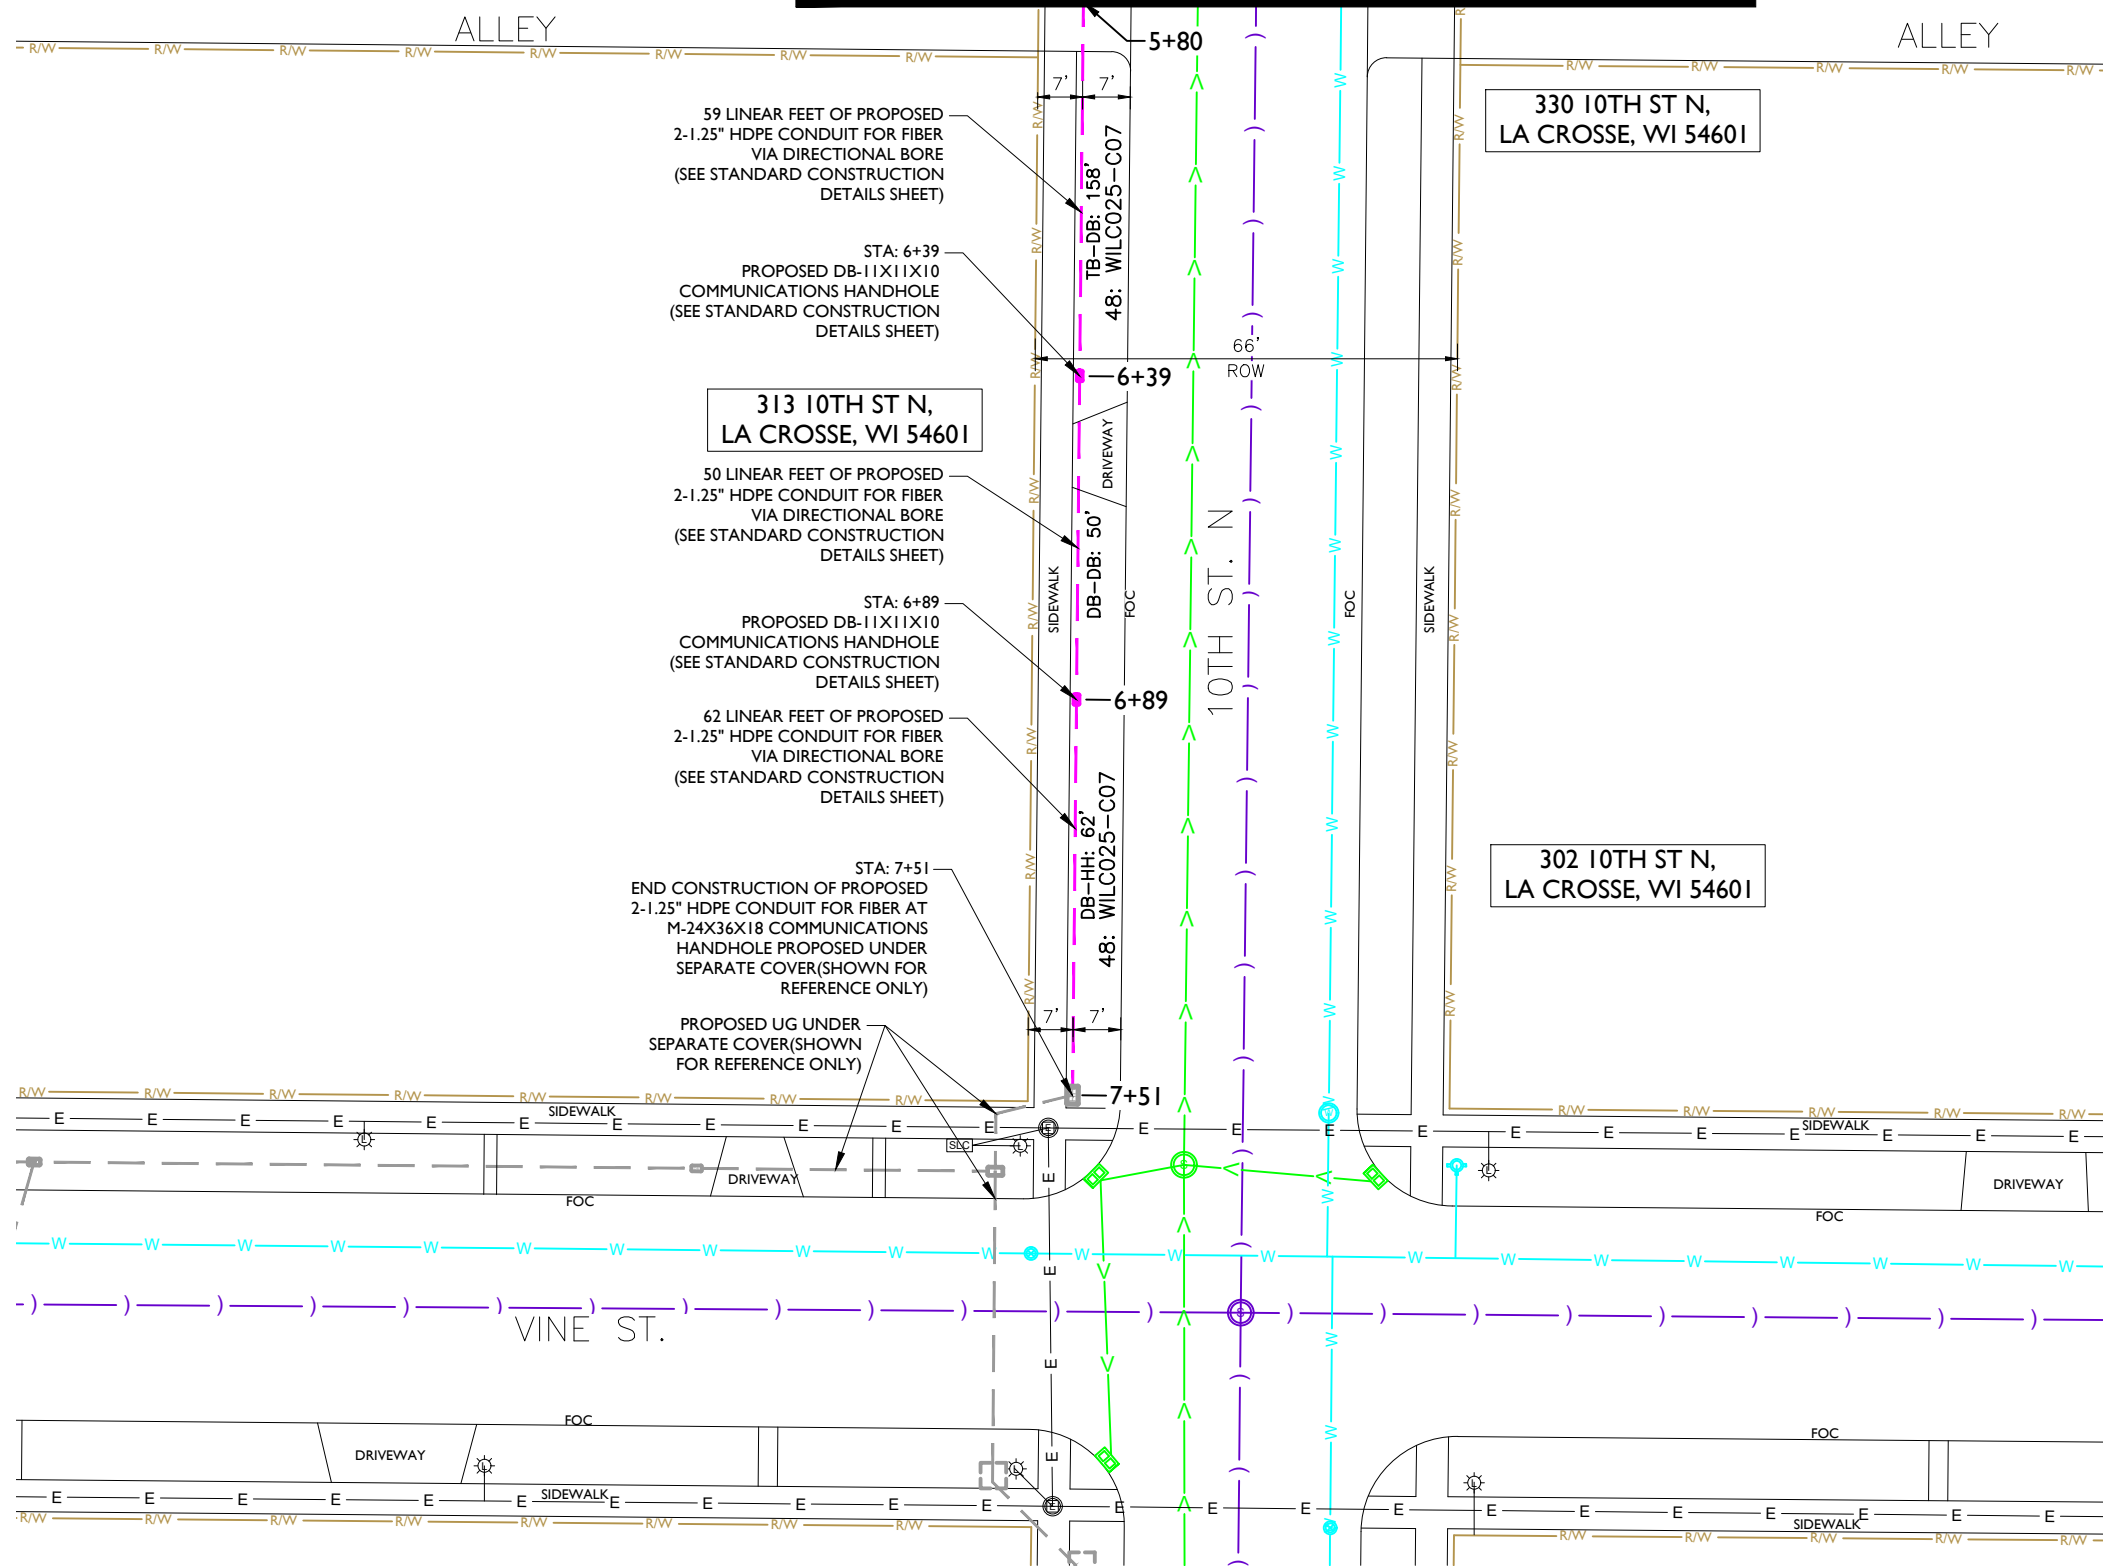 ALLEY
ALLEY
5+80
7'
7'
59 LINEAR FEET OF PROPOSED
2-1.25" HDPE CONDUIT FOR FIBER
VIA DIRECTIONAL BORE
(SEE STANDARD CONSTRUCTION
DETAILS SHEET)
TB-DB: 158'
48: WILC025-C07
330 10TH ST N,
LA CROSSE, WI 54601
STA: 6+39
PROPOSED DB-11X11X10
COMMUNICATIONS HANDHOLE
(SEE STANDARD CONSTRUCTION
DETAILS SHEET)
66'
ROW
6+39
313 10TH ST N,
LA CROSSE, WI 54601
DRIVEWAY
50 LINEAR FEET OF PROPOSED
2-1.25" HDPE CONDUIT FOR FIBER
VIA DIRECTIONAL BORE
(SEE STANDARD CONSTRUCTION
DETAILS SHEET)
DB-DB: 50'
SIDEWALK
FOC
10TH ST. N
FOC
SIDEWALK
STA: 6+89
PROPOSED DB-11X11X10
COMMUNICATIONS HANDHOLE
(SEE STANDARD CONSTRUCTION
DETAILS SHEET)
6+89
62 LINEAR FEET OF PROPOSED
2-1.25" HDPE CONDUIT FOR FIBER
VIA DIRECTIONAL BORE
(SEE STANDARD CONSTRUCTION
DETAILS SHEET)
DB-HH: 62'
48: WILC025-C07
302 10TH ST N,
LA CROSSE, WI 54601
STA: 7+51
END CONSTRUCTION OF PROPOSED
2-1.25" HDPE CONDUIT FOR FIBER AT
M-24X36X18 COMMUNICATIONS
HANDHOLE PROPOSED UNDER
SEPARATE COVER(SHOWN FOR
REFERENCE ONLY)
7'
7'
PROPOSED UG UNDER
SEPARATE COVER(SHOWN
FOR REFERENCE ONLY)
7+51
SIDEWALK
SIDEWALK
SLC
DRIVEWAY
DRIVEWAY
FOC
FOC
VINE ST.
FOC
FOC
DRIVEWAY
SIDEWALK
SIDEWALK